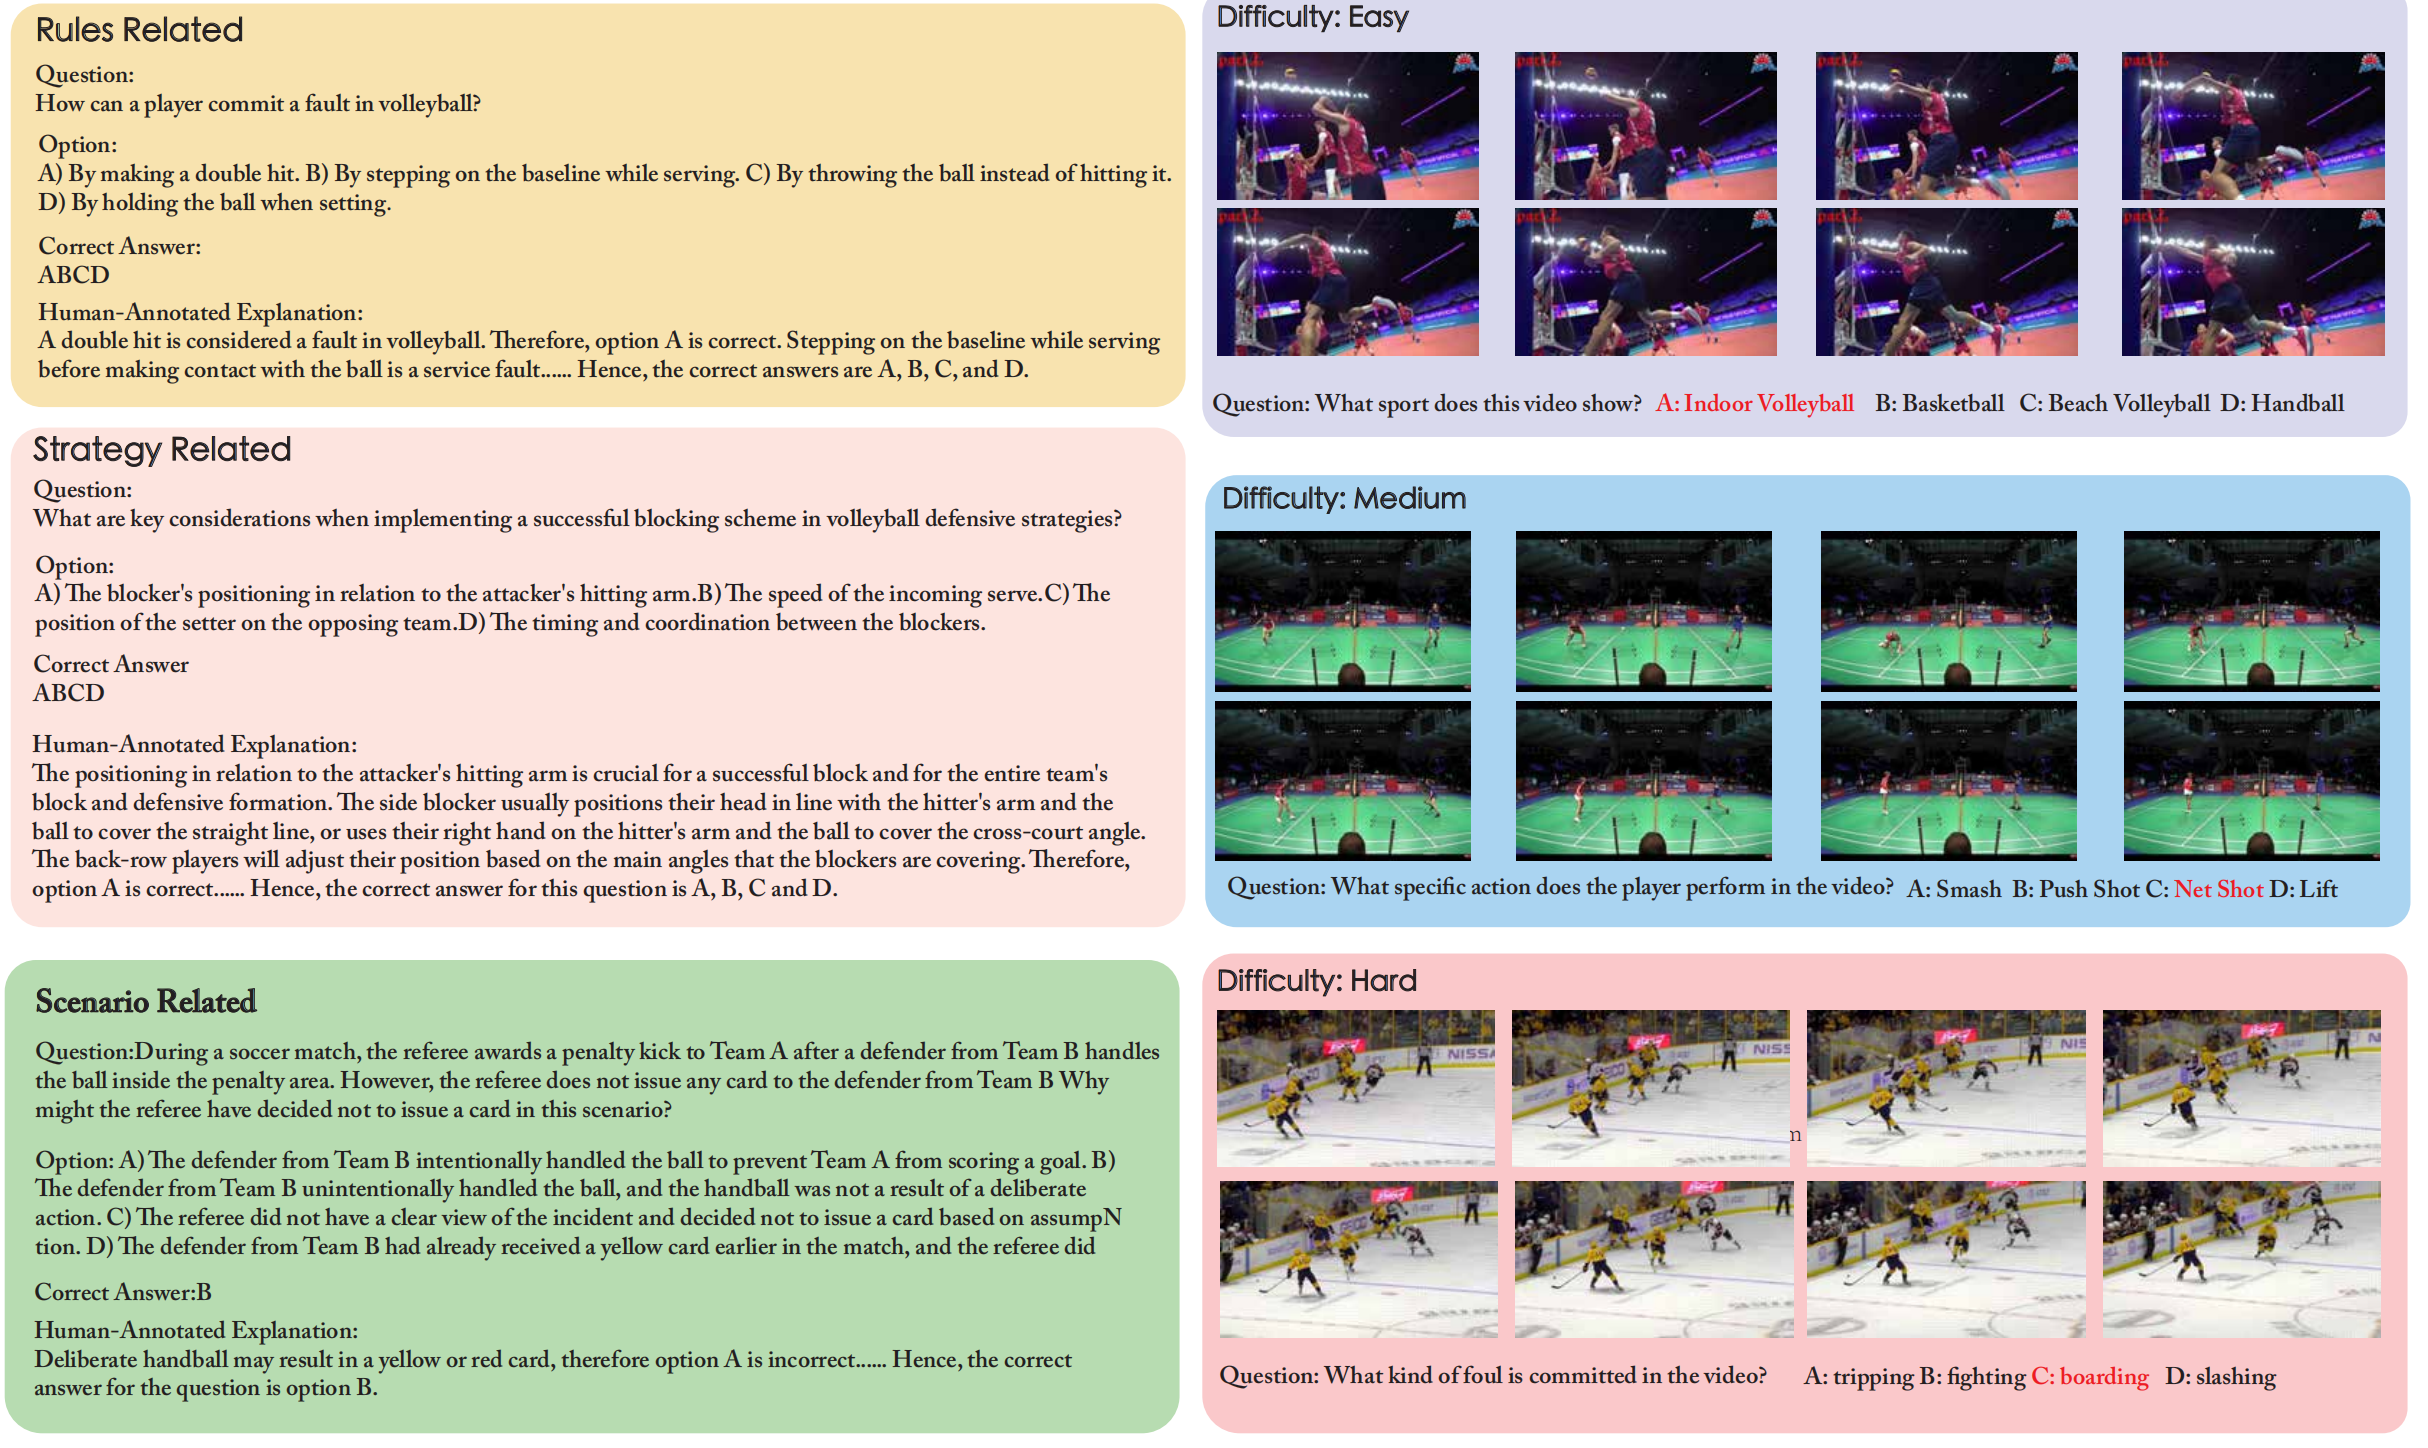 Rules Related
Question:
How can a player commit a fault in volleyball?
Option:
A) By making a double hit. B) By stepping on the baseline while serving. C) By throwing the ball instead of hitting it.
D) By holding the ball when setting.
Correct Answer:
ABCD
Human-Annotated Explanation:
A double hit is considered a fault in volleyball. Therefore, option A is correct. Stepping on the baseline while serving
before making contact with the ball is a service fault...... Hence, the correct answers are A, B, C, and D.
Strategy Related
Question:
What are key considerations when implementing a successful blocking scheme in volleyball defensive strategies?
Option:
A) The blocker's positioning in relation to the attacker's hitting arm.B) The speed of the incoming serve.C) The
position of the setter on the opposing team.D) The timing and coordination between the blockers.
Correct Answer
ABCD
Human-Annotated Explanation:
The positioning in relation to the attacker's hitting arm is crucial for a successful block and for the entire team's
block and defensive formation. The side blocker usually positions their head in line with the hitter's arm and the
ball to cover the straight line, or uses their right hand on the hitter's arm and the ball to cover the cross-court angle.
The back-row players will adjust their position based on the main angles that the blockers are covering. Therefore,
option A is correct...... Hence, the correct answer for this question is A, B, C and D.
Scenario Related
Question:During a soccer match, the referee awards a penalty kick to Team A after a defender from Team B handles
the ball inside the penalty area. However, the referee does not issue any card to the defender from Team B Why
might the referee have decided not to issue a card in this scenario?
Option: A) The defender from Team B intentionally handled the ball to prevent Team A from scoring a goal. B)
The defender from Team B unintentionally handled the ball, and the handball was not a result of a deliberate
action. C) The referee did not have a clear view of the incident and decided not to issue a card based on assumpN
tion. D) The defender from Team B had already received a yellow card earlier in the match, and the referee did
Correct Answer:B
Human-Annotated Explanation:
Deliberate handball may result in a yellow or red card, therefore option A is incorrect...... Hence, the correct
answer for the question is option B.
Difficulty: Easy
Question: What sport does this video show? A: Indoor Volleyball B: Basketball C: Beach Volleyball D: Handball
Difficulty: Medium
Question: What specific action does the player perform in the video? A: Smash B: Push Shot C: Net Shot D: Lift
Difficulty: Hard
NISSA
NISS
NIS
N
GEICO
m
Question: What kind of foul is committed in the video? A: tripping B: fighting C: boarding D: slashing